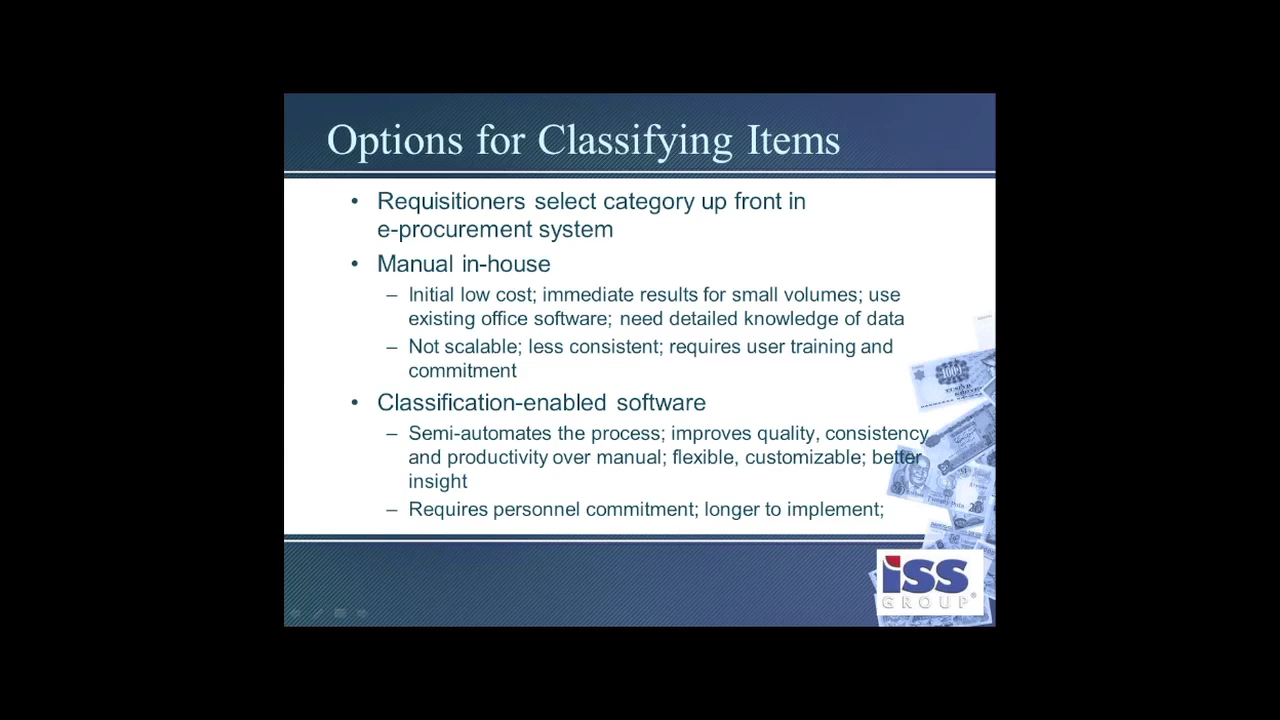 Options for Classifying Items
• Requisitioners select category up front in
e-procurement system
• Manual in-house
– Initial low cost; immediate results for small volumes; use
existing office software; need detailed knowledge of data
– Not scalable; less consistent; requires user training and
commitment
• Classification-enabled software
– Semi-automates the process; improves quality, consistency
and productivity over manual; flexible, customizable; better
insight
– Requires personnel commitment; longer to implement;
iSS
GROUP®